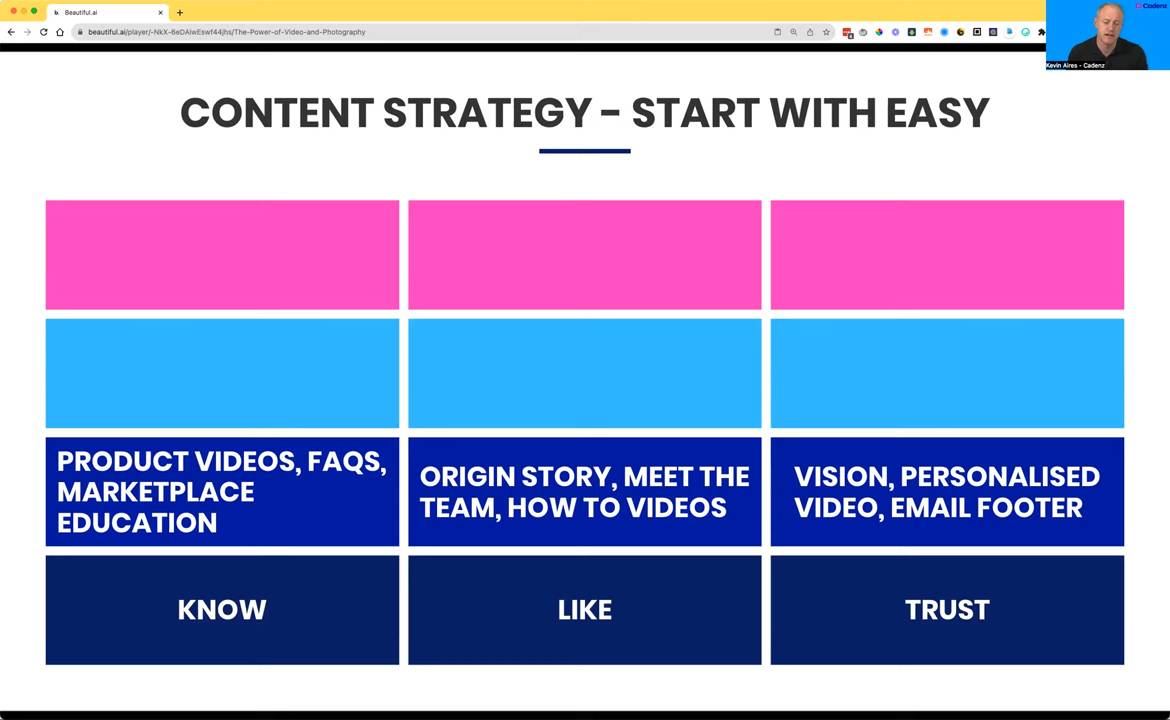 Beautiful.ai
beautiful.ai/player/-NkX-6eDAiwEswf44jhs/The-Power-of-Video-and-Photography
Cadenz
Kevin Aires - Cadenz
CONTENT STRATEGY - START WITH EASY
PRODUCT VIDEOS, FAQS,
MARKETPLACE
EDUCATION
ORIGIN STORY, MEET THE
TEAM, HOW TO VIDEOS
VISION, PERSONALISED
VIDEO, EMAIL FOOTER
KNOW
LIKE
TRUST